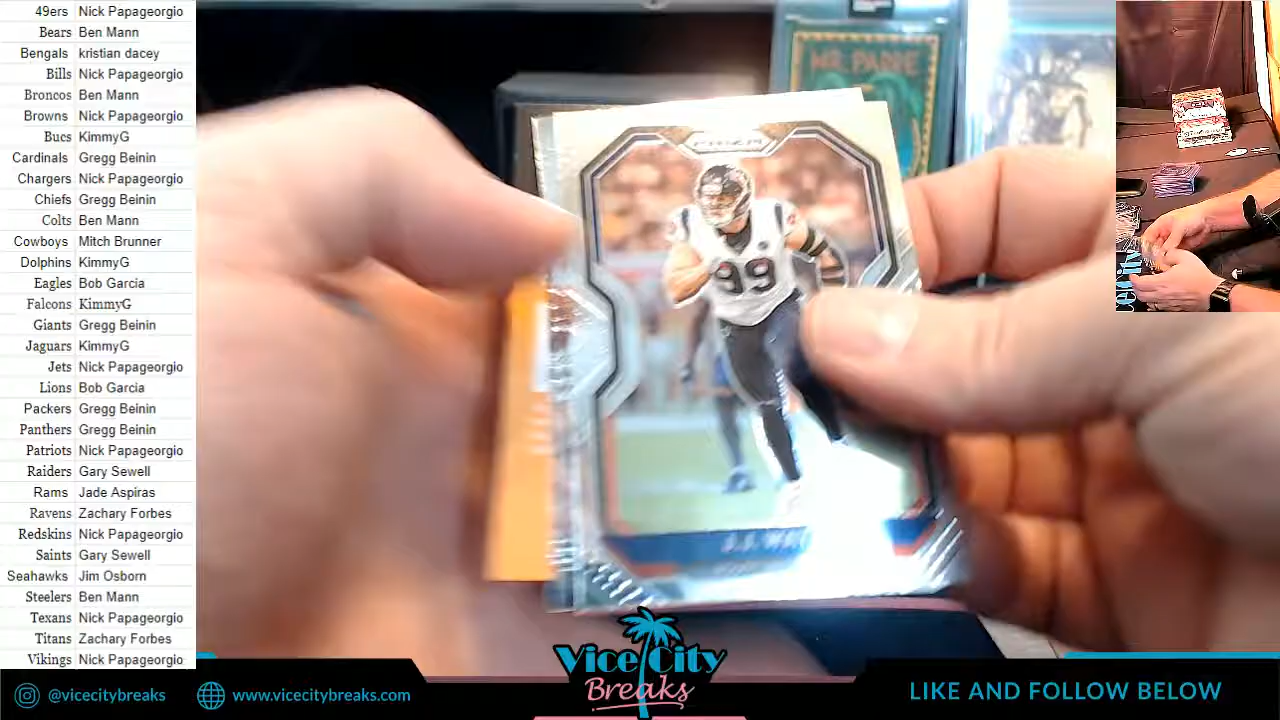 49ers Nick Papageorgio
Bears Ben Mann
Bengals kristian dacey
Bills Nick Papageorgio
Broncos Ben Mann
Browns Nick Papageorgio
Bucs KimmyG
Cardinals Gregg Beinin
Chargers Nick Papageorgio
Chiefs Gregg Beinin
Colts Ben Mann
Cowboys Mitch Brunner
Dolphins KimmyG
Eagles Bob Garcia
Falcons KimmyG
Giants Gregg Beinin
Jaguars KimmyG
Jets Nick Papageorgio
Lions Bob Garcia
Packers Gregg Beinin
Panthers Gregg Beinin
Patriots Nick Papageorgio
Raiders Gary Sewell
Rams Jade Aspiras
Ravens Zachary Forbes
Redskins Nick Papageorgio
Saints Gary Sewell
Seahawks Jim Osborn
Steelers Ben Mann
Texans Nick Papageorgio
Titans Zachary Forbes
Vikings Nick Papageorgio
MR. PARRE
PRIZM
99
J.J. WA
Vice City
Breaks
@vicecitybreaks
www.vicecitybreaks.com
LIKE AND FOLLOW BELOW